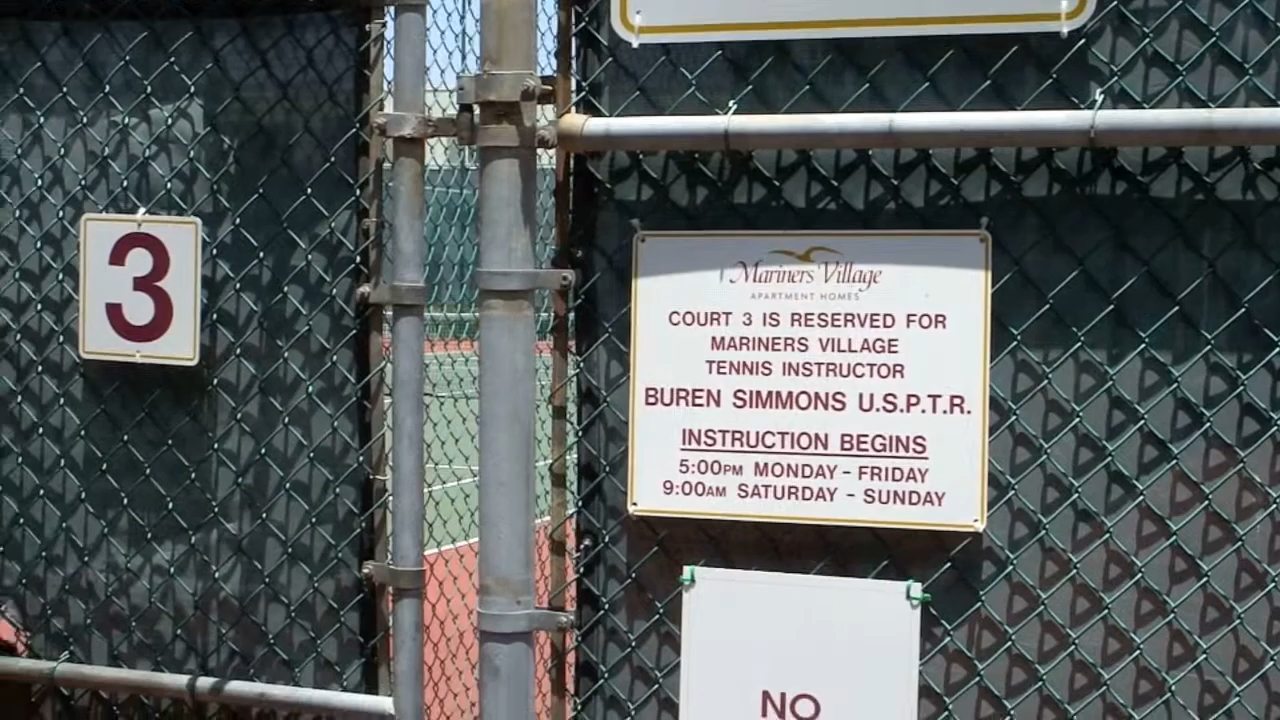 3
Mariners Village
APARTMENT HOMES
COURT 3 IS RESERVED FOR
MARINERS VILLAGE
TENNIS INSTRUCTOR
BUREN SIMMONS U.S.P.T.R.
INSTRUCTION BEGINS
5:00PM MONDAY - FRIDAY
9:00AM SATURDAY - SUNDAY
NO